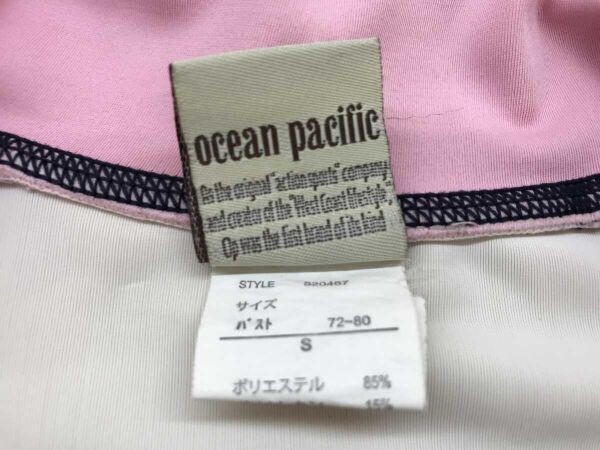 ocean pacific
Op the original "action sports" company
and creator of the "West Coast lifestyle",
Op was the first brand of its kind
STYLE 520467
サイズ
バスト 72-80
S
ポリエステル 85%
15%